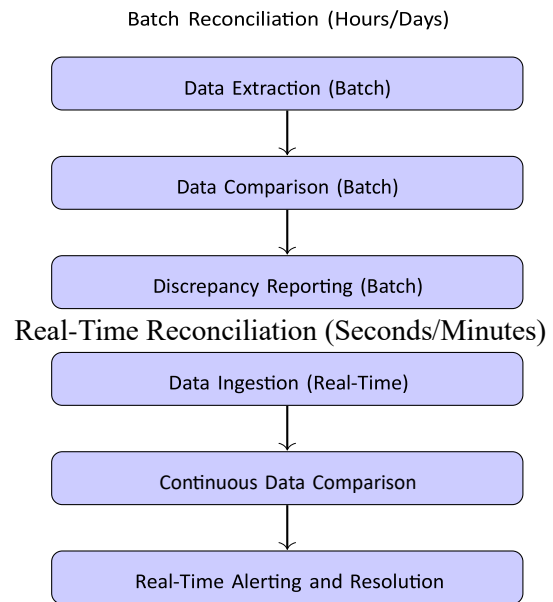 Batch Reconciliation (Hours/Days)
Data Extraction (Batch)
Data Comparison (Batch)
Discrepancy Reporting (Batch)
Real-Time Reconciliation (Seconds/Minutes)
Data Ingestion (Real-Time)
Continuous Data Comparison
Real-Time Alerting and Resolution